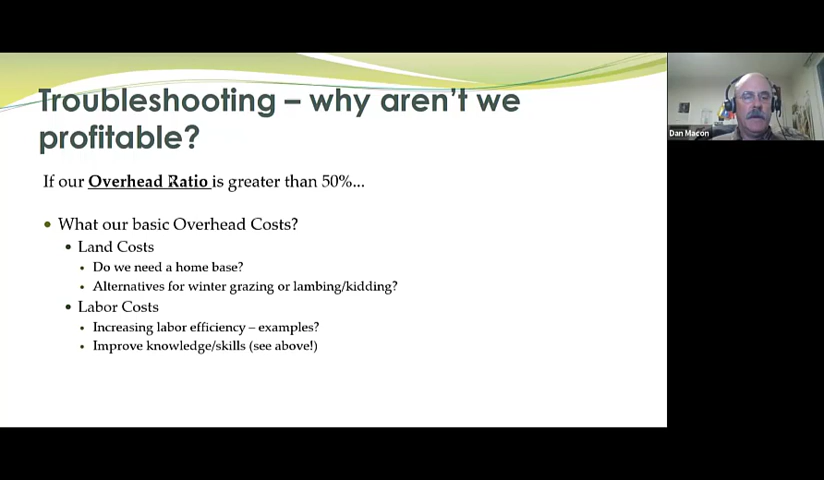 Troubleshooting – why aren't we
profitable?
If our Overhead Ratio is greater than 50%...
• What our basic Overhead Costs?
• Land Costs
• Do we need a home base?
• Alternatives for winter grazing or lambing/kidding?
• Labor Costs
• Increasing labor efficiency – examples?
• Improve knowledge/skills (see above!)
Dan Macon